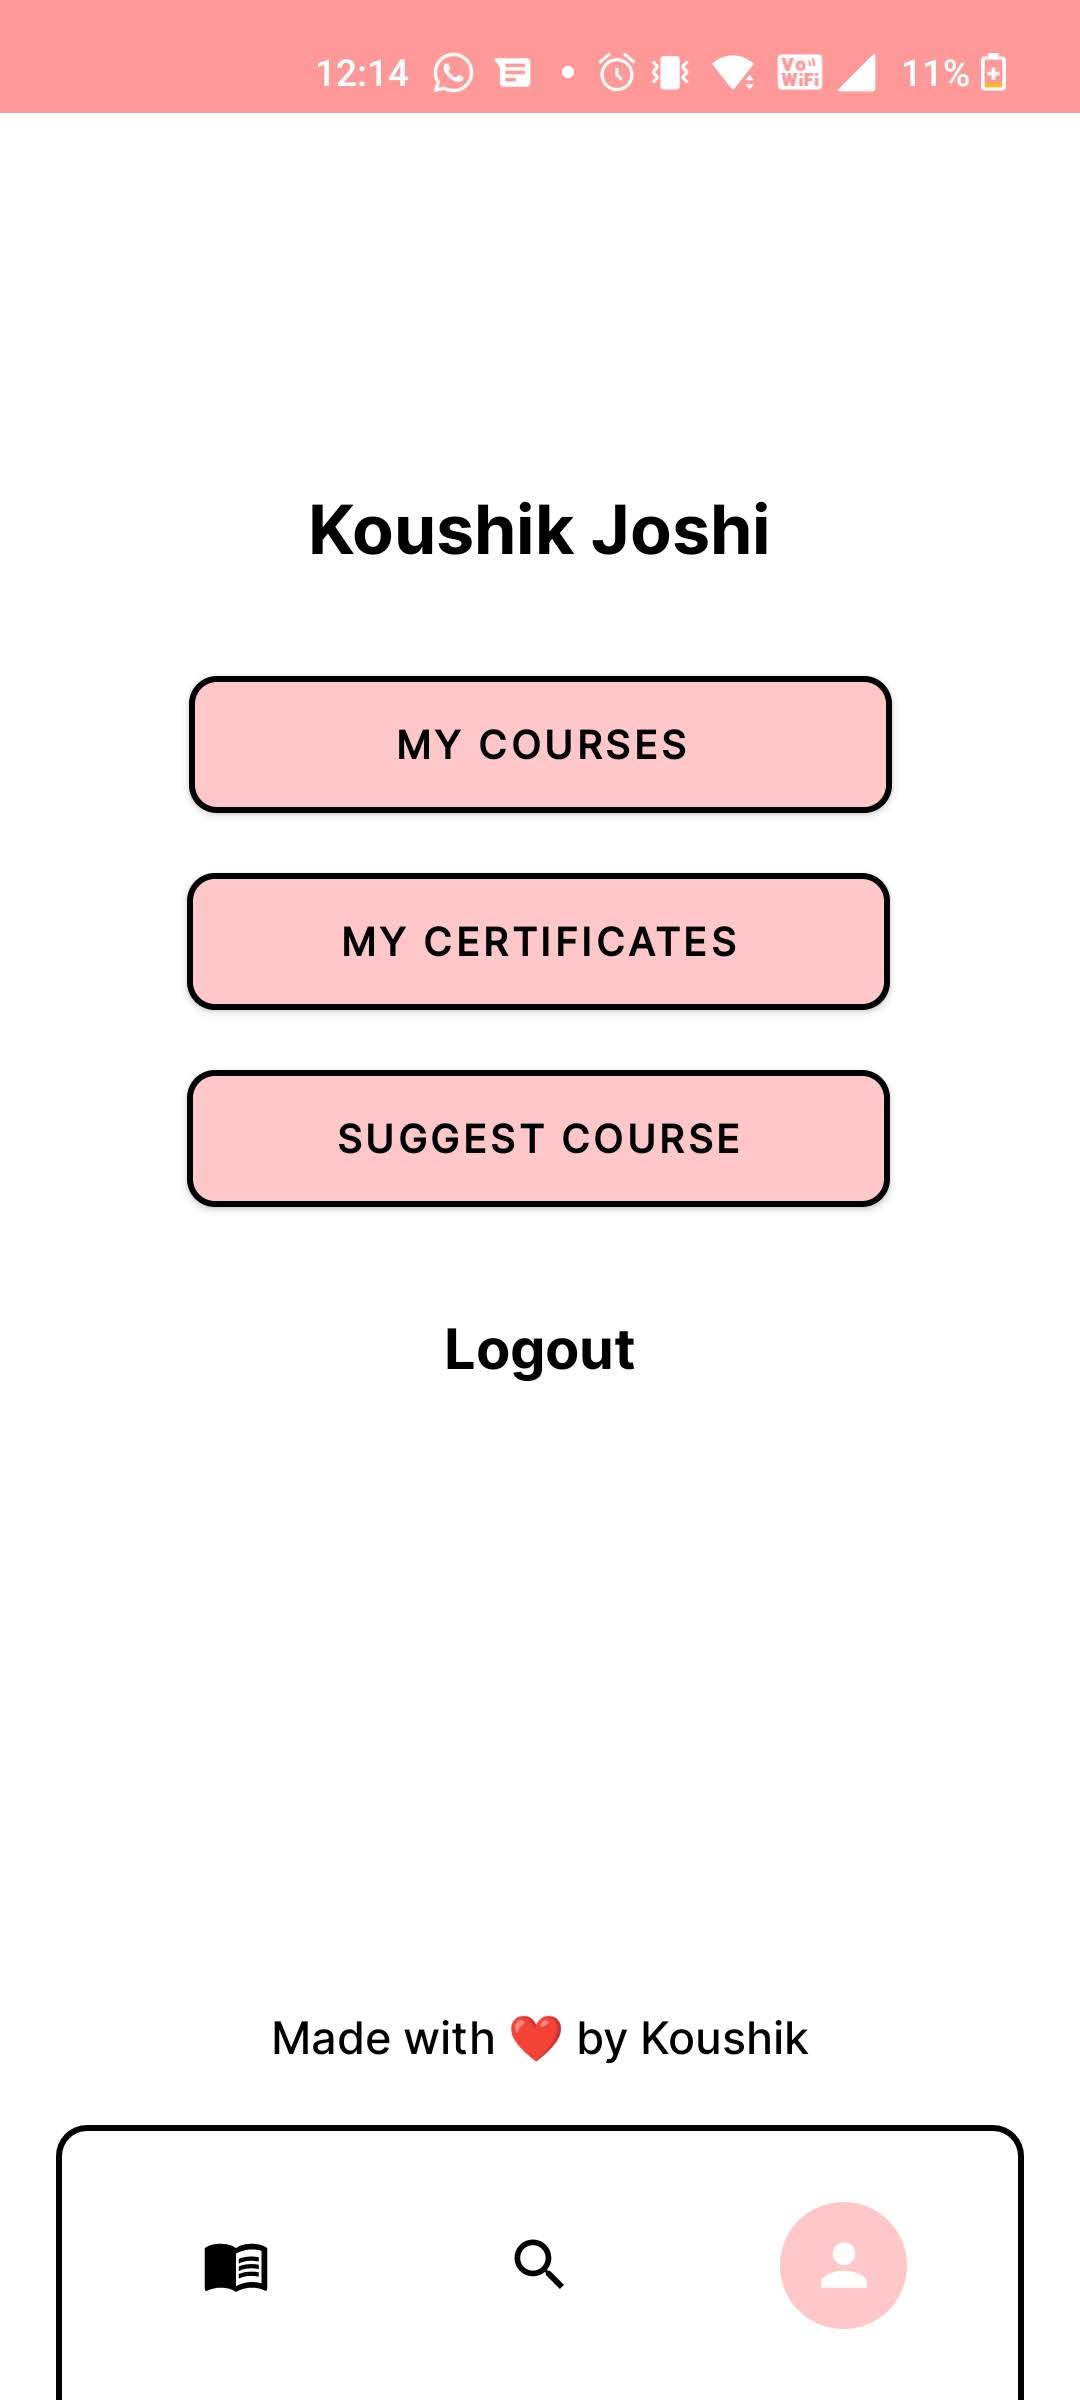 12:14 Vo WiFi 11%
Koushik Joshi
MY COURSES
MY CERTIFICATES
SUGGEST COURSE
Logout
Made with ❤️ by Koushik